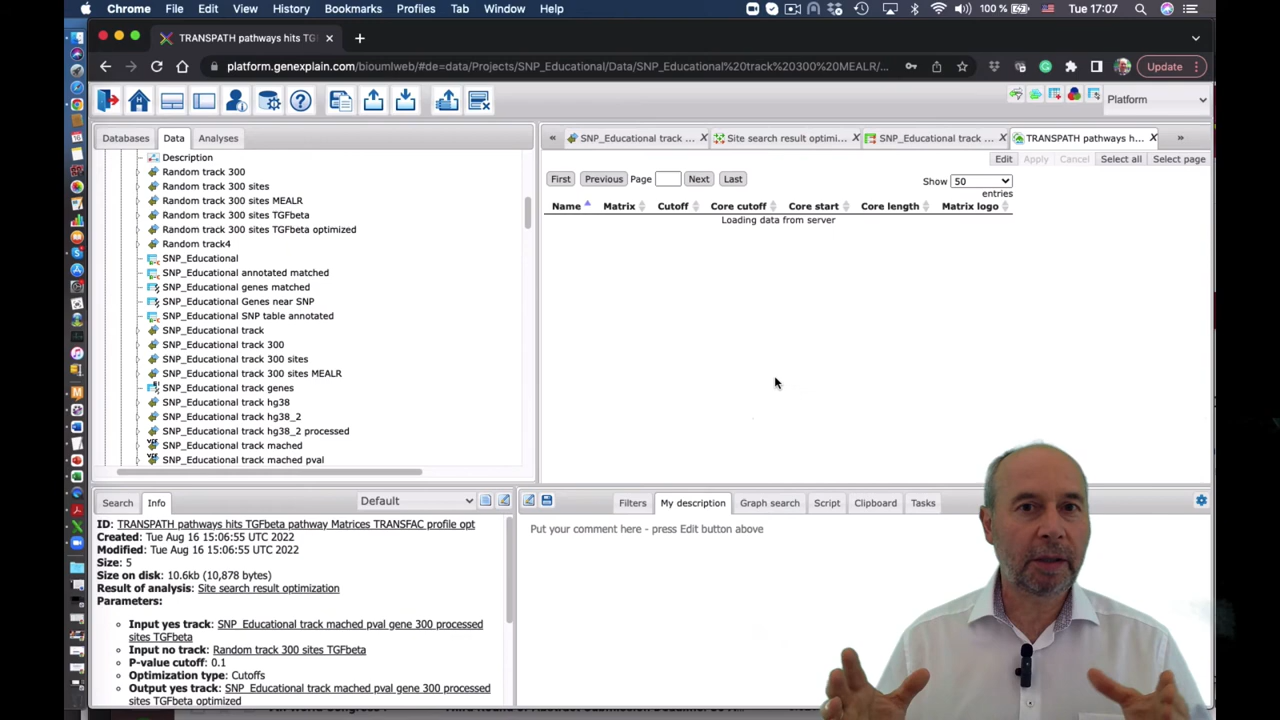 Chrome File Edit View History Bookmarks Profiles Tab Window Help 100 % Tue 17:07
TRANSPATH pathways hits TG
platform.genexplain.com/bioumlweb/#de=data/Projects/SNP_Educational/Data/SNP_Educational%20track%20300%20MEALR/... Update
Platform
Databases Data Analyses
Description
Random track 300
Random track 300 sites
Random track 300 sites MEALR
Random track 300 sites TGFbeta
Random track 300 sites TGFbeta optimized
Random track4
SNP_Educational
SNP_Educational annotated matched
SNP_Educational genes matched
SNP_Educational Genes near SNP
SNP_Educational SNP table annotated
SNP_Educational track
SNP_Educational track 300
SNP_Educational track 300 sites
SNP_Educational track 300 sites MEALR
SNP_Educational track genes
SNP_Educational track hg38
SNP_Educational track hg38_2
SNP_Educational track hg38_2 processed
SNP_Educational track mached
SNP_Educational track mached pval
« SNP_Educational track ... Site search result optimi... SNP_Educational track ... TRANSPATH pathways h... »
Edit Apply Cancel Select all Select page
First Previous Page Next Last Show 50
entries
Name Matrix Cutoff Core cutoff Core start Core length Matrix logo
Loading data from server
Search Info Default
ID: TRANSPATH pathways hits TGFbeta pathway Matrices TRANSFAC profile opt
Created: Tue Aug 16 15:06:55 UTC 2022
Modified: Tue Aug 16 15:06:55 UTC 2022
Size: 5
Size on disk: 10.6kb (10,878 bytes)
Result of analysis: Site search result optimization
Parameters:
Input yes track: SNP_Educational track mached pval gene 300 processed
sites TGFbeta
Input no track: Random track 300 sites TGFbeta
P-value cutoff: 0.1
Optimization type: Cutoffs
Output yes track: SNP_Educational track mached pval gene 300 processed
sites TGFbeta optimized
Filters My description Graph search Script Clipboard Tasks
Put your comment here - press Edit button above